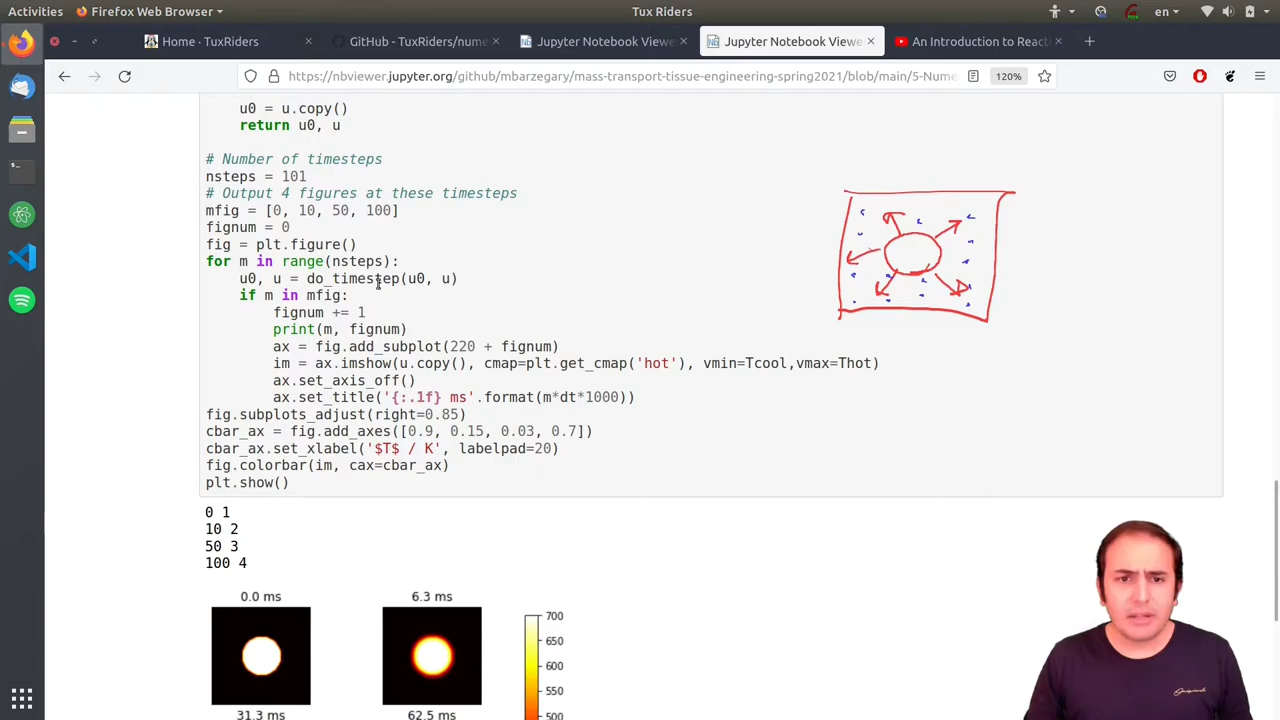 Activities
Firefox Web Browser
Tux Riders
en
Home · TuxRiders
GitHub - TuxRiders/nume
Jupyter Notebook Viewe
Jupyter Notebook Viewe
An Introduction to Reacti
https://nbviewer.jupyter.org/github/mbarzegary/mass-transport-tissue-engineering-spring2021/blob/main/5-Nume
120%
u0 = u.copy()
return u0, u
# Number of timesteps
nsteps = 101
# Output 4 figures at these timesteps
mfig = [0, 10, 50, 100]
fignum = 0
fig = plt.figure()
for m in range(nsteps):
u0, u = do_timestep(u0, u)
if m in mfig:
fignum += 1
print(m, fignum)
ax = fig.add_subplot(220 + fignum)
im = ax.imshow(u.copy(), cmap=plt.get_cmap('hot'), vmin=Tcool,vmax=Thot)
ax.set_axis_off()
ax.set_title('{:.1f} ms'.format(m*dt*1000))
fig.subplots_adjust(right=0.85)
cbar_ax = fig.add_axes([0.9, 0.15, 0.03, 0.7])
cbar_ax.set_xlabel('$T$ / K', labelpad=20)
fig.colorbar(im, cax=cbar_ax)
plt.show()
0 1
10 2
50 3
100 4
0.0 ms
6.3 ms
700
650
600
550
500
31.3 ms
62.5 ms